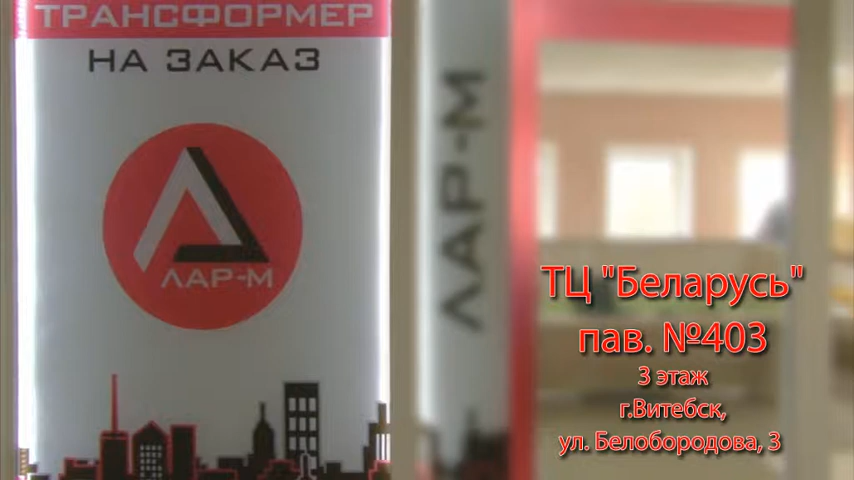 ТРАНСФОРМЕР
НА ЗАКАЗ
ЛАР-М
ЛАР-М
ТЦ "Беларусь"
пав. №403
3 этаж
г.Витебск,
ул. Белобородова, 3